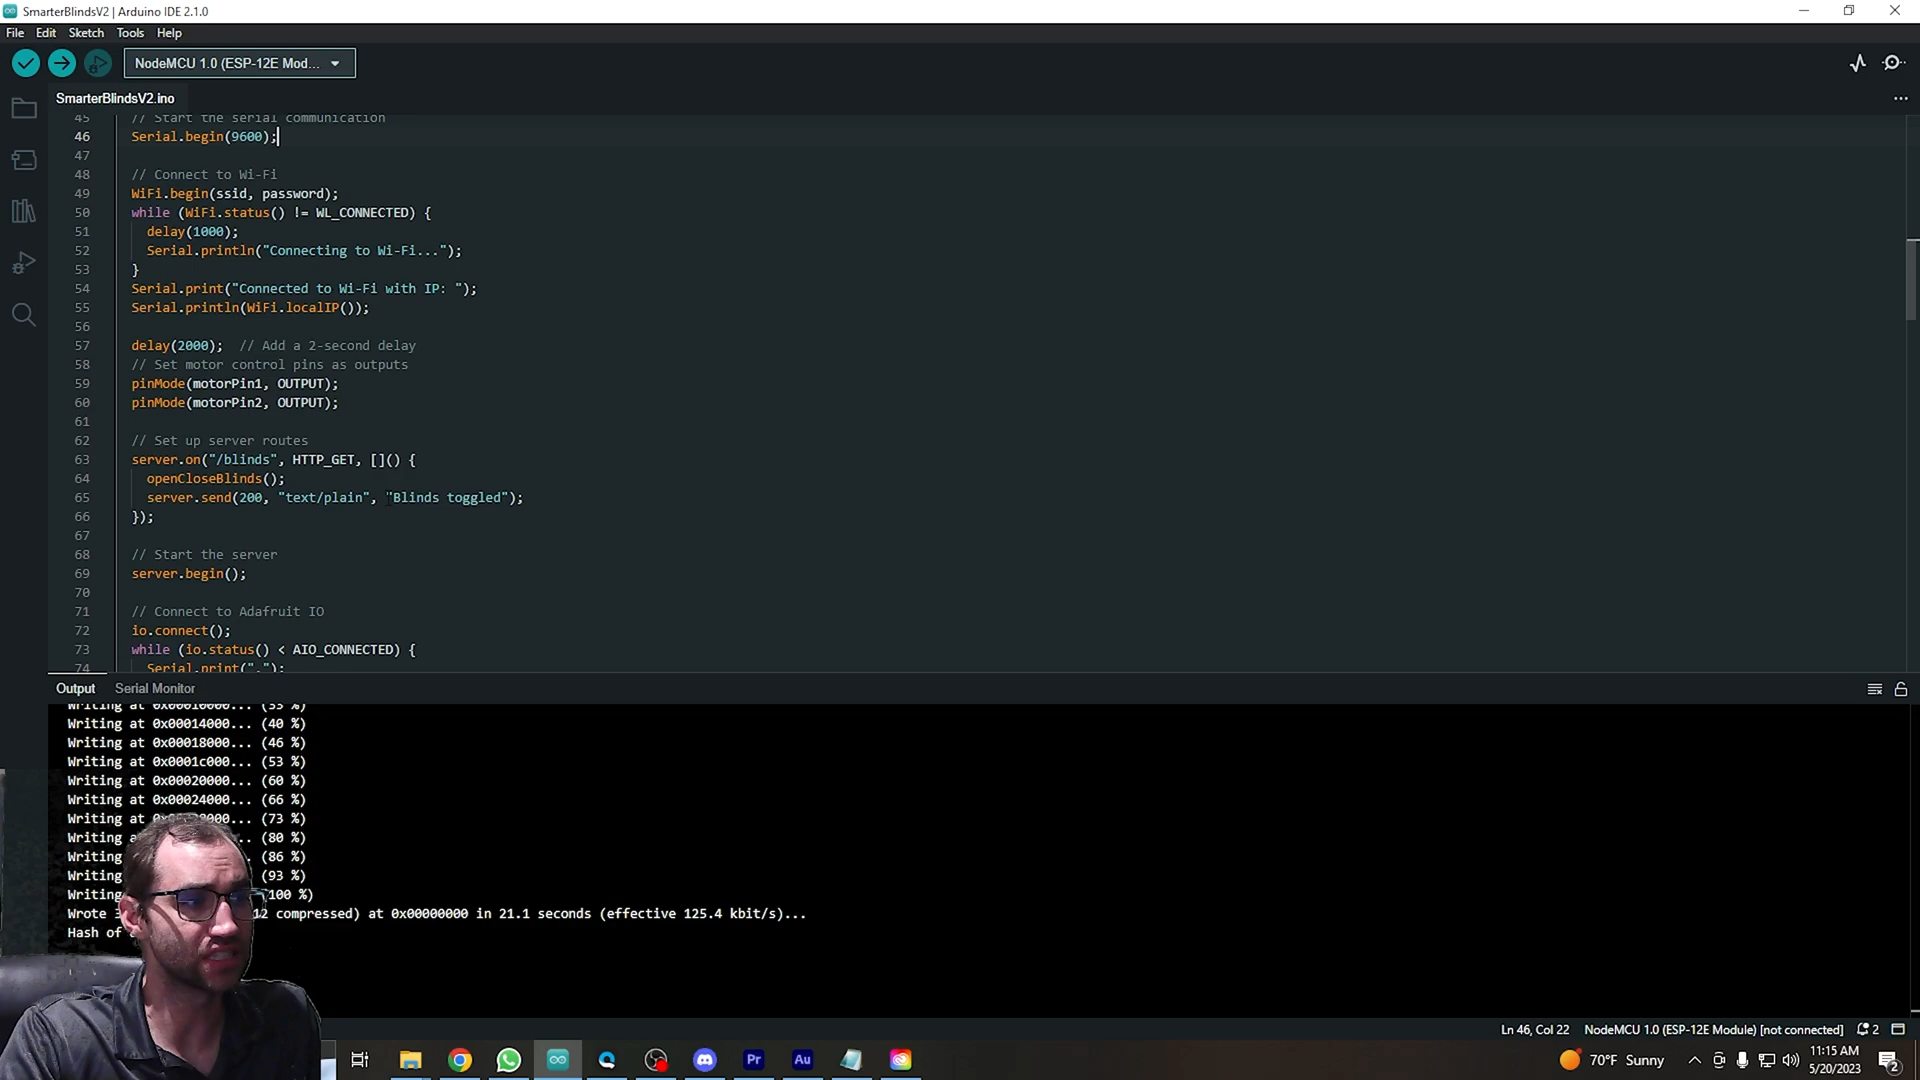 SmarterBlindsV2 | Arduino IDE 2.1.0
File Edit Sketch Tools Help
NodeMCU 1.0 (ESP-12E Mod...
SmarterBlindsV2.ino
...
45 // Start the serial communication
46 Serial.begin(9600);
47
48 // Connect to Wi-Fi
49 WiFi.begin(ssid, password);
50 while (WiFi.status() != WL_CONNECTED) {
51 delay(1000);
52 Serial.println("Connecting to Wi-Fi...");
53 }
54 Serial.print("Connected to Wi-Fi with IP: ");
55 Serial.println(WiFi.localIP());
56
57 delay(2000); // Add a 2-second delay
58 // Set motor control pins as outputs
59 pinMode(motorPin1, OUTPUT);
60 pinMode(motorPin2, OUTPUT);
61
62 // Set up server routes
63 server.on("/blinds", HTTP_GET, []() {
64 openCloseBlinds();
65 server.send(200, "text/plain", "Blinds toggled");
66 });
67
68 // Start the server
69 server.begin();
70
71 // Connect to Adafruit IO
72 io.connect();
73 while (io.status() < AIO_CONNECTED) {
74 Serial.print(".");
Output Serial Monitor
Writing at 0x00010000... (33 %)
Writing at 0x00014000... (40 %)
Writing at 0x00018000... (46 %)
Writing at 0x0001c000... (53 %)
Writing at 0x00020000... (60 %)
Writing at 0x00024000... (66 %)
Writing at ... (73 %)
Writing ... (80 %)
Writing ... (86 %)
Writing ... (93 %)
Writing 100 %)
Wrote compressed) at 0x00000000 in 21.1 seconds (effective 125.4 kbit/s)...
Hash of
Ln 46, Col 22 NodeMCU 1.0 (ESP-12E Module) [not connected] 2
Pr Au
70°F Sunny
11:15 AM
5/20/2023
2